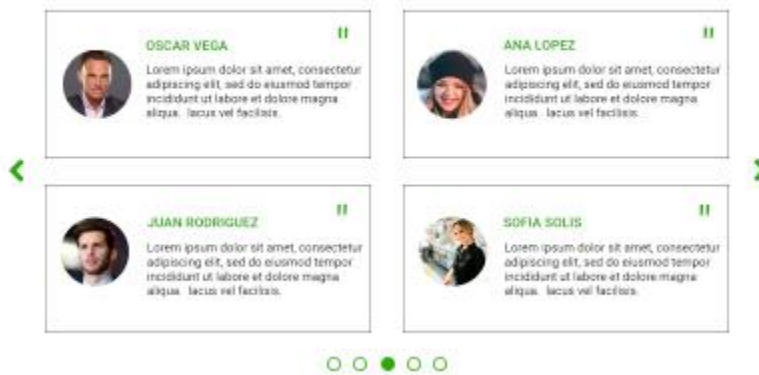 "
OSCAR VEGA
Lorem ipsum dolor sit amet, consectetur
adipiscing elit, sed do eiusmod tempor
incididunt ut labore et dolore magna
aliqua. lacus vel facilisis.
"
ANA LOPEZ
Lorem ipsum dolor sit amet, consectetur
adipiscing elit, sed do eiusmod tempor
incididunt ut labore et dolore magna
aliqua. lacus vel facilisis.
"
JUAN RODRIGUEZ
Lorem ipsum dolor sit amet, consectetur
adipiscing elit, sed do eiusmod tempor
incididunt ut labore et dolore magna
aliqua. lacus vel facilisis.
"
SOFIA SOLIS
Lorem ipsum dolor sit amet, consectetur
adipiscing elit, sed do eiusmod tempor
incididunt ut labore et dolore magna
aliqua. lacus vel facilisis.